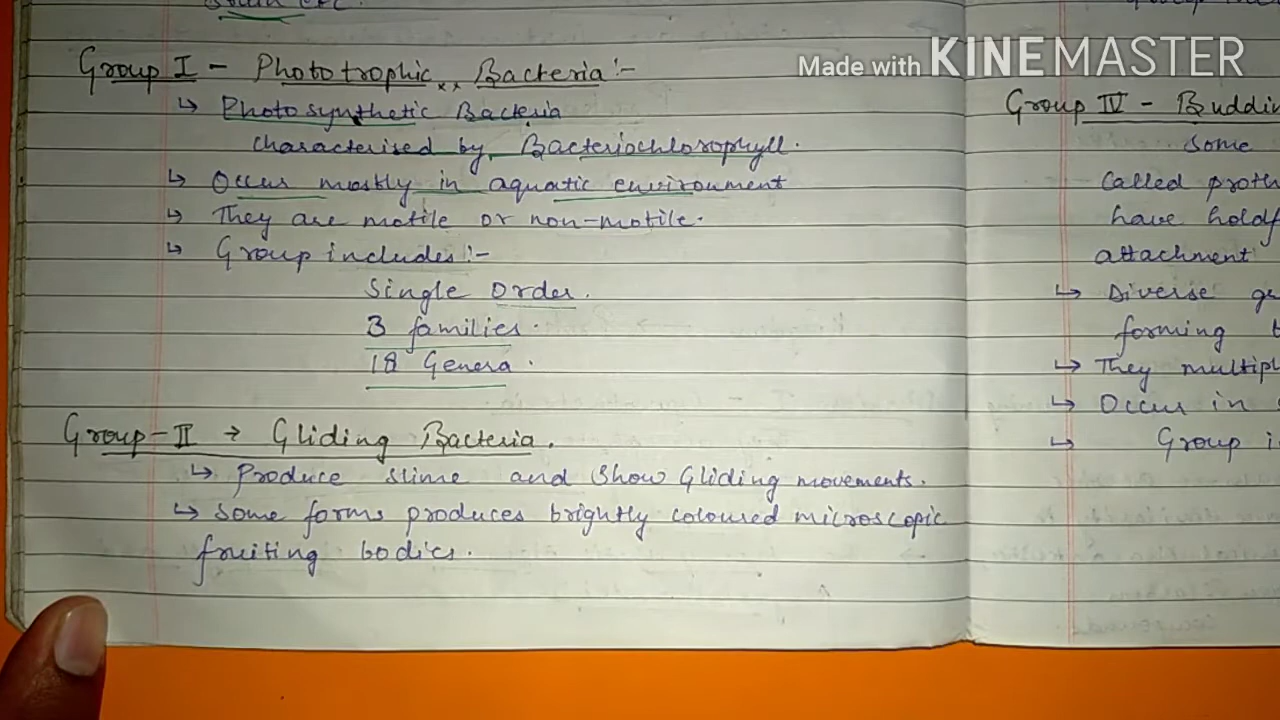 Group I - Phototrophic Bacteria :-
↳ Photosynthetic Bacteria
characterised by Bacteriochlorophyll.
↳ Occur mostly in aquatic environment
↳ They are motile or non-motile.
↳ Group includes :-
Single Order.
3 families.
18 Genera.
Group-II → Gliding Bacteria.
↳ Produce slime and show Gliding movements.
↳ Some forms produces brightly coloured microscopic
fruiting bodies.
Made with KINEMASTER
Group IV - Buddin
Some
Called prosth
have holdf
attachment
↳ Diverse
forming
↳ They multipl
↳ Occur in
↳ Group i